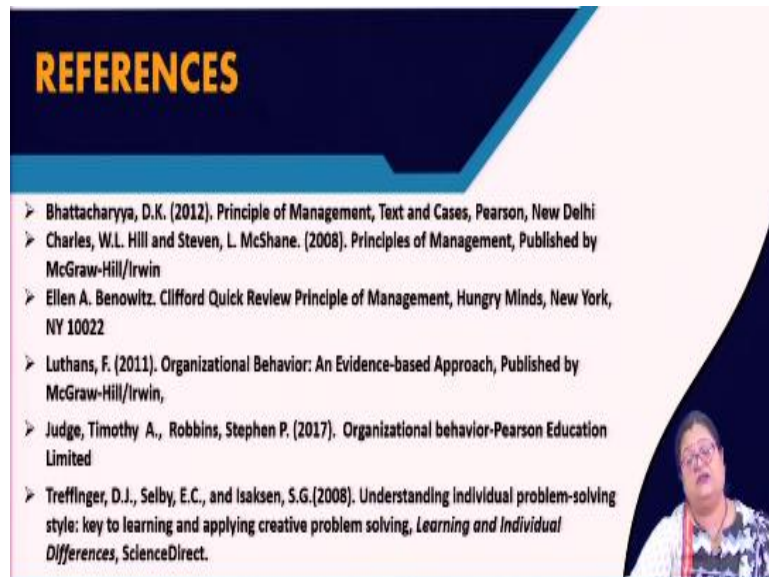 REFERENCES
➢ Bhattacharyya, D.K. (2012). Principle of Management, Text and Cases, Pearson, New Delhi
➢ Charles, W.L. Hill and Steven, L. McShane. (2008). Principles of Management, Published by
McGraw-Hill/Irwin
➢ Ellen A. Benowitz. Clifford Quick Review Principle of Management, Hungry Minds, New York,
NY 10022
➢ Luthans, F. (2011). Organizational Behavior: An Evidence-based Approach, Published by
McGraw-Hill/Irwin,
➢ Judge, Timothy A., Robbins, Stephen P. (2017). Organizational behavior-Pearson Education
Limited
➢ Treffinger, D.J., Selby, E.C., and Isaksen, S.G.(2008). Understanding individual problem-solving
style: key to learning and applying creative problem solving, Learning and Individual
Differences, ScienceDirect.